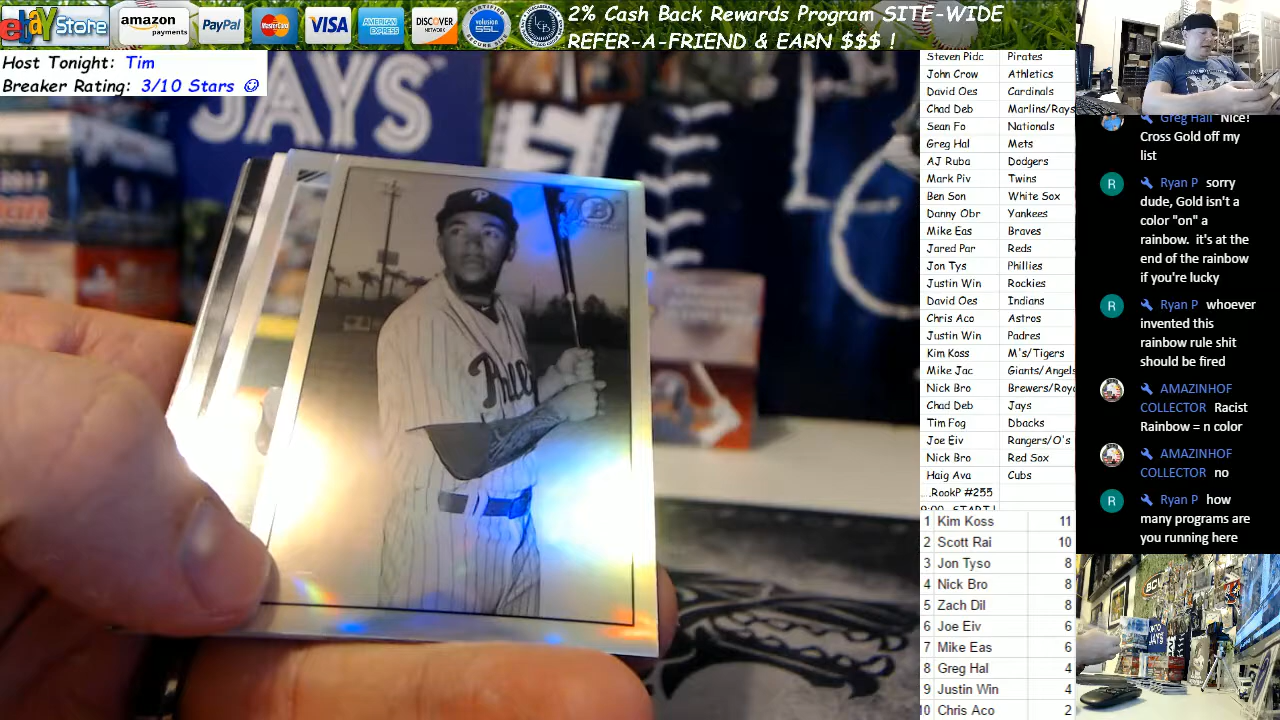 ebay Store
amazon payments
PayPal
MasterCard
VISA
AMERICAN EXPRESS
DISCOVER NETWORK
volusion SSL
2% Cash Back Rewards Program SITE-WIDE
REFER-A-FRIEND & EARN $$$ !
Host Tonight: Tim
Breaker Rating: 3/10 Stars ☺
JAYS
P
B
Phil
Steven Pidc Pirates
John Crow Athletics
David Oes Cardinals
Chad Deb Marlins/Rays
Sean Fo Nationals
Greg Hal Mets
AJ Ruba Dodgers
Mark Piv Twins
Ben Son White Sox
Danny Obr Yankees
Mike Eas Braves
Jared Par Reds
Jon Tys Phillies
Justin Win Rockies
David Oes Indians
Chris Aco Astros
Justin Win Padres
Kim Koss M's/Tigers
Mike Jac Giants/Angels
Nick Bro Brewers/Roya
Chad Deb Jays
Tim Fog Dbacks
Joe Eiv Rangers/O's
Nick Bro Red Sox
Haig Ava Cubs
...RookP #255
9:00 START!
1 Kim Koss 11
2 Scott Rai 10
3 Jon Tyso 8
4 Nick Bro 8
5 Zach Dil 8
6 Joe Eiv 6
7 Mike Eas 6
8 Greg Hal 4
9 Justin Win 4
10 Chris Aco 2
Greg Hall Nice!
Cross Gold off my
list
R Ryan P sorry
dude, Gold isn't a
color "on" a
rainbow. it's at the
end of the rainbow
if you're lucky
R Ryan P whoever
invented this
rainbow rule shit
should be fired
AMAZINHOF
COLLECTOR Racist
Rainbow = n color
AMAZINHOF
COLLECTOR no
R Ryan P how
many programs are
you running here
BCW
JAYS